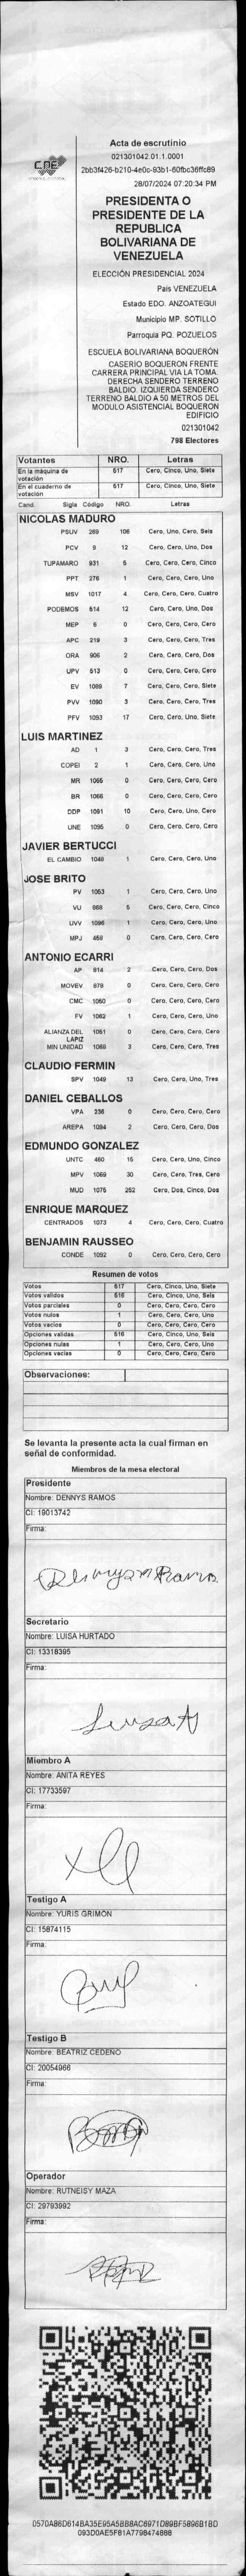 CNE
Acta de escrutinio
021301042.01.1.0001
2bb3f426-b210-4e0c-93b1-60fbc36ffc89
28/07/2024 07:20:34 PM
PRESIDENTA O
PRESIDENTE DE LA
REPUBLICA
BOLIVARIANA DE
VENEZUELA
ELECCIÓN PRESIDENCIAL 2024
País VENEZUELA
Estado EDO. ANZOATEGUI
Municipio MP. SOTILLO
Parroquia PQ. POZUELOS
ESCUELA BOLIVARIANA BOQUERÓN
CASERIO BOQUERON FRENTE
CARRERA PRINCIPAL VIA LA TOMA.
DERECHA SENDERO TERRENO
BALDIO. IZQUIERDA SENDERO
TERRENO BALDIO A 50 METROS DEL
MODULO ASISTENCIAL BOQUERON
EDIFICIO
021301042
798 Electores
Votantes NRO. Letras
En la máquina de votación 517 Cero, Cinco, Uno, Siete
En el cuaderno de votación 517 Cero, Cinco, Uno, Siete
Cand. Sigla Código NRO. Letras
NICOLAS MADURO
PSUV 269 106 Cero, Uno, Cero, Seis
PCV 9 12 Cero, Cero, Uno, Dos
TUPAMARO 931 5 Cero, Cero, Cero, Cinco
PPT 276 1 Cero, Cero, Cero, Uno
MSV 1017 4 Cero, Cero, Cero, Cuatro
PODEMOS 514 12 Cero, Cero, Uno, Dos
MEP 6 0 Cero, Cero, Cero, Cero
APC 219 3 Cero, Cero, Cero, Tres
ORA 906 2 Cero, Cero, Cero, Dos
UPV 513 0 Cero, Cero, Cero, Cero
EV 1089 7 Cero, Cero, Cero, Siete
PVV 1090 3 Cero, Cero, Cero, Tres
PFV 1093 17 Cero, Cero, Uno, Siete
LUIS MARTINEZ
AD 1 3 Cero, Cero, Cero, Tres
COPEI 2 1 Cero, Cero, Cero, Uno
MR 1065 0 Cero, Cero, Cero, Cero
BR 1066 0 Cero, Cero, Cero, Cero
DDP 1091 10 Cero, Cero, Uno, Cero
UNE 1095 0 Cero, Cero, Cero, Cero
JAVIER BERTUCCI
EL CAMBIO 1048 1 Cero, Cero, Cero, Uno
JOSE BRITO
PV 1053 1 Cero, Cero, Cero, Uno
VU 868 5 Cero, Cero, Cero, Cinco
UVV 1096 1 Cero, Cero, Cero, Uno
MPJ 458 0 Cero, Cero, Cero, Cero
ANTONIO ECARRI
AP 914 2 Cero, Cero, Cero, Dos
MOVEV 879 0 Cero, Cero, Cero, Cero
CMC 1050 0 Cero, Cero, Cero, Cero
FV 1062 1 Cero, Cero, Cero, Uno
ALIANZA DEL LAPIZ 1051 0 Cero, Cero, Cero, Cero
MIN UNIDAD 1068 3 Cero, Cero, Cero, Tres
CLAUDIO FERMIN
SPV 1049 13 Cero, Cero, Uno, Tres
DANIEL CEBALLOS
VPA 236 0 Cero, Cero, Cero, Cero
AREPA 1094 2 Cero, Cero, Cero, Dos
EDMUNDO GONZALEZ
UNTC 460 15 Cero, Cero, Uno, Cinco
MPV 1069 30 Cero, Cero, Tres, Cero
MUD 1075 252 Cero, Dos, Cinco, Dos
ENRIQUE MARQUEZ
CENTRADOS 1073 4 Cero, Cero, Cero, Cuatro
BENJAMIN RAUSSEO
CONDE 1092 0 Cero, Cero, Cero, Cero
Resumen de votos
Votos 517 Cero, Cinco, Uno, Siete
Votos validos 516 Cero, Cinco, Uno, Seis
Votos parciales 0 Cero, Cero, Cero, Cero
Votos nulos 1 Cero, Cero, Cero, Uno
Votos vacios 0 Cero, Cero, Cero, Cero
Opciones validas 516 Cero, Cinco, Uno, Seis
Opciones nulas 1 Cero, Cero, Cero, Uno
Opciones vacias 0 Cero, Cero, Cero, Cero
Observaciones:
Se levanta la presente acta la cual firman en
señal de conformidad.
Miembros de la mesa electoral
Presidente
Nombre: DENNYS RAMOS
CI: 19013742
Firma:
Secretario
Nombre: LUISA HURTADO
CI: 13318395
Firma:
Luisa H
Miembro A
Nombre: ANITA REYES
CI: 17733597
Firma:
Testigo A
Nombre: YURIS GRIMON
CI: 15874115
Firma:
Testigo B
Nombre: BEATRIZ CEDENO
CI: 20054966
Firma:
Operador
Nombre: RUTNEISY MAZA
CI: 29793992
Firma:
0570A86D614BA35E95A5BB8AC6971D89BF5896B1BD
093D0AE5F81A7798474888